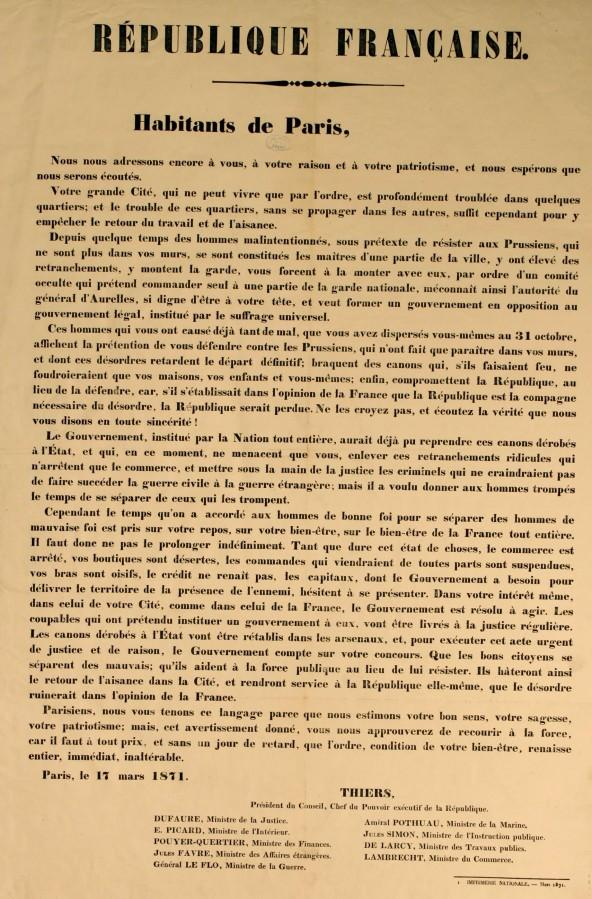 RÉPUBLIQUE FRANÇAISE.
Habitants de Paris,
Nous nous adressons encore à vous, à votre raison et à votre patriotisme, et nous espérons que
nous serons écoutés.
Votre grande Cité, qui ne peut vivre que par l'ordre, est profondément troublée dans quelques
quartiers; et le trouble de ces quartiers, sans se propager dans les autres, suffit cependant pour y
empêcher le retour du travail et de l'aisance.
Depuis quelque temps des hommes malintentionnés, sous prétexte de résister aux Prussiens, qui
ne sont plus dans vos murs, se sont constitués les maîtres d'une partie de la ville, y ont élevé des
retranchements, y montent la garde, vous forcent à la monter avec eux, par ordre d'un comité
occulte qui prétend commander seul à une partie de la garde nationale, méconnaît ainsi l'autorité du
général d'Aurelles, si digne d'être à votre tête, et veut former un gouvernement en opposition au
gouvernement légal, institué par le suffrage universel.
Ces hommes qui vous ont causé déjà tant de mal, que vous avez dispersés vous-mêmes au 31 octobre,
affichent la prétention de vous défendre contre les Prussiens, qui n'ont fait que paraître dans vos murs,
et dont ces désordres retardent le départ définitif; braquent des canons qui, s'ils faisaient feu, ne
foudroieraient que vos maisons, vos enfants et vous-mêmes; enfin, compromettent la République, au
lieu de la défendre, car, s'il s'établissait dans l'opinion de la France que la République est la compagne
nécessaire du désordre, la République serait perdue. Ne les croyez pas, et écoutez la vérité que nous
vous disons en toute sincérité!
Le Gouvernement, institué par la Nation tout entière, aurait déjà pu reprendre ces canons dérobés
à l'État, et qui, en ce moment, ne menacent que vous, enlever ces retranchements ridicules qui
n'arrêtent que le commerce, et mettre sous la main de la justice les criminels qui ne craindraient pas
de faire succéder la guerre civile à la guerre étrangère; mais il a voulu donner aux hommes trompés
le temps de se séparer de ceux qui les trompent.
Cependant le temps qu'on a accordé aux hommes de bonne foi pour se séparer des hommes de
mauvaise foi est pris sur votre repos, sur votre bien-être, sur le bien-être de la France tout entière.
Il faut donc ne pas le prolonger indéfiniment. Tant que dure cet état de choses, le commerce est
arrêté, vos boutiques sont désertes, les commandes qui viendraient de toutes parts sont suspendues,
vos bras sont oisifs, le crédit ne renaît pas, les capitaux, dont le Gouvernement a besoin pour
délivrer le territoire de la présence de l'ennemi, hésitent à se présenter. Dans votre intérêt même,
dans celui de votre Cité, comme dans celui de la France, le Gouvernement est résolu à agir. Les
coupables qui ont prétendu instituer un gouvernement à eux, vont être livrés à la justice régulière.
Les canons dérobés à l'État vont être rétablis dans les arsenaux, et, pour exécuter cet acte urgent
de justice et de raison, le Gouvernement compte sur votre concours. Que les bons citoyens se
séparent des mauvais; qu'ils aident à la force publique au lieu de lui résister. Ils hâteront ainsi
le retour de l'aisance dans la Cité, et rendront service à la République elle-même, que le désordre
ruinerait dans l'opinion de la France.
Parisiens, nous vous tenons ce langage parce que nous estimons votre bon sens, votre sagesse,
votre patriotisme; mais, cet avertissement donné, vous nous approuverez de recourir à la force,
car il faut à tout prix, et sans un jour de retard, que l'ordre, condition de votre bien-être, renaisse
entier, immédiat, inaltérable.
Paris, le 17 mars 1871.
THIERS,
Président du Conseil, Chef du Pouvoir exécutif de la République.
DUFAURE, Ministre de la Justice.
E. PICARD, Ministre de l'Intérieur.
POUYER-QUERTIER, Ministre des Finances.
JULES FAVRE, Ministre des Affaires étrangères.
Général LE FLO, Ministre de la Guerre.
Amiral POTHUAU, Ministre de la Marine.
JULES SIMON, Ministre de l'Instruction publique.
DE LARCY, Ministre des Travaux publics.
LAMBRECHT, Ministre du Commerce.
1 IMPRIMERIE NATIONALE. — Mars 1871.